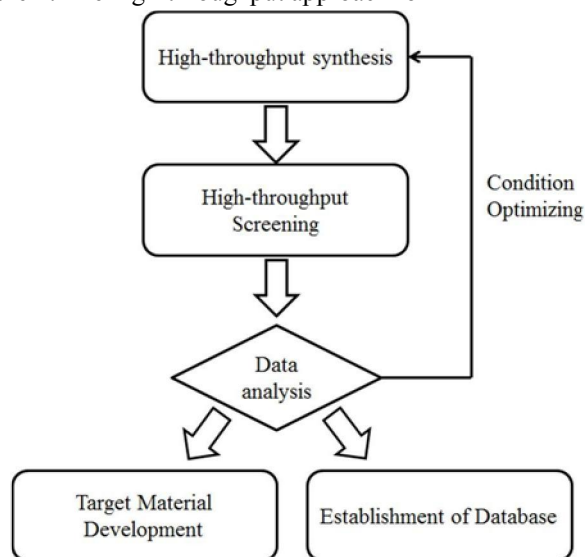 High-throughput synthesis
High-throughput
Screening
Condition
Optimizing
Data
analysis
Target Material
Development
Establishment of Database